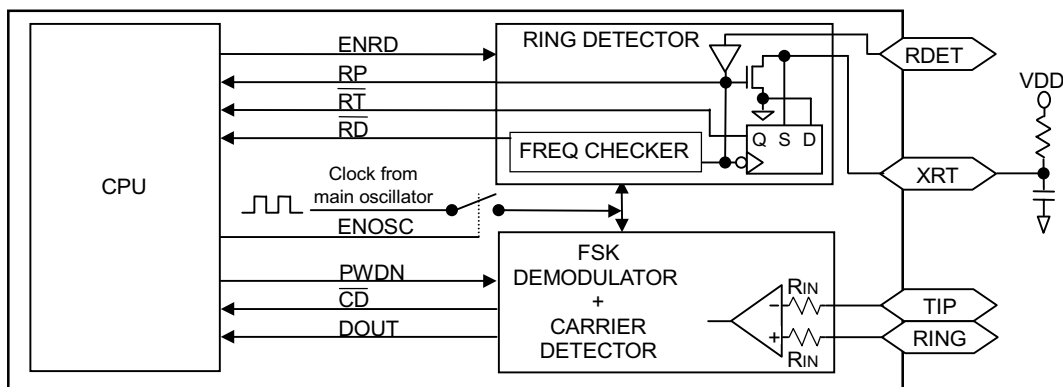 CPU
ENRD
RP
RT
RD
Clock from
main oscillator
ENOSC
PWDN
CD
DOUT
RING DETECTOR
FREQ CHECKER
Q S D
FSK
DEMODULATOR
+
CARRIER
DETECTOR
RIN
−
+
RIN
RDET
XRT
VDD
TIP
RING